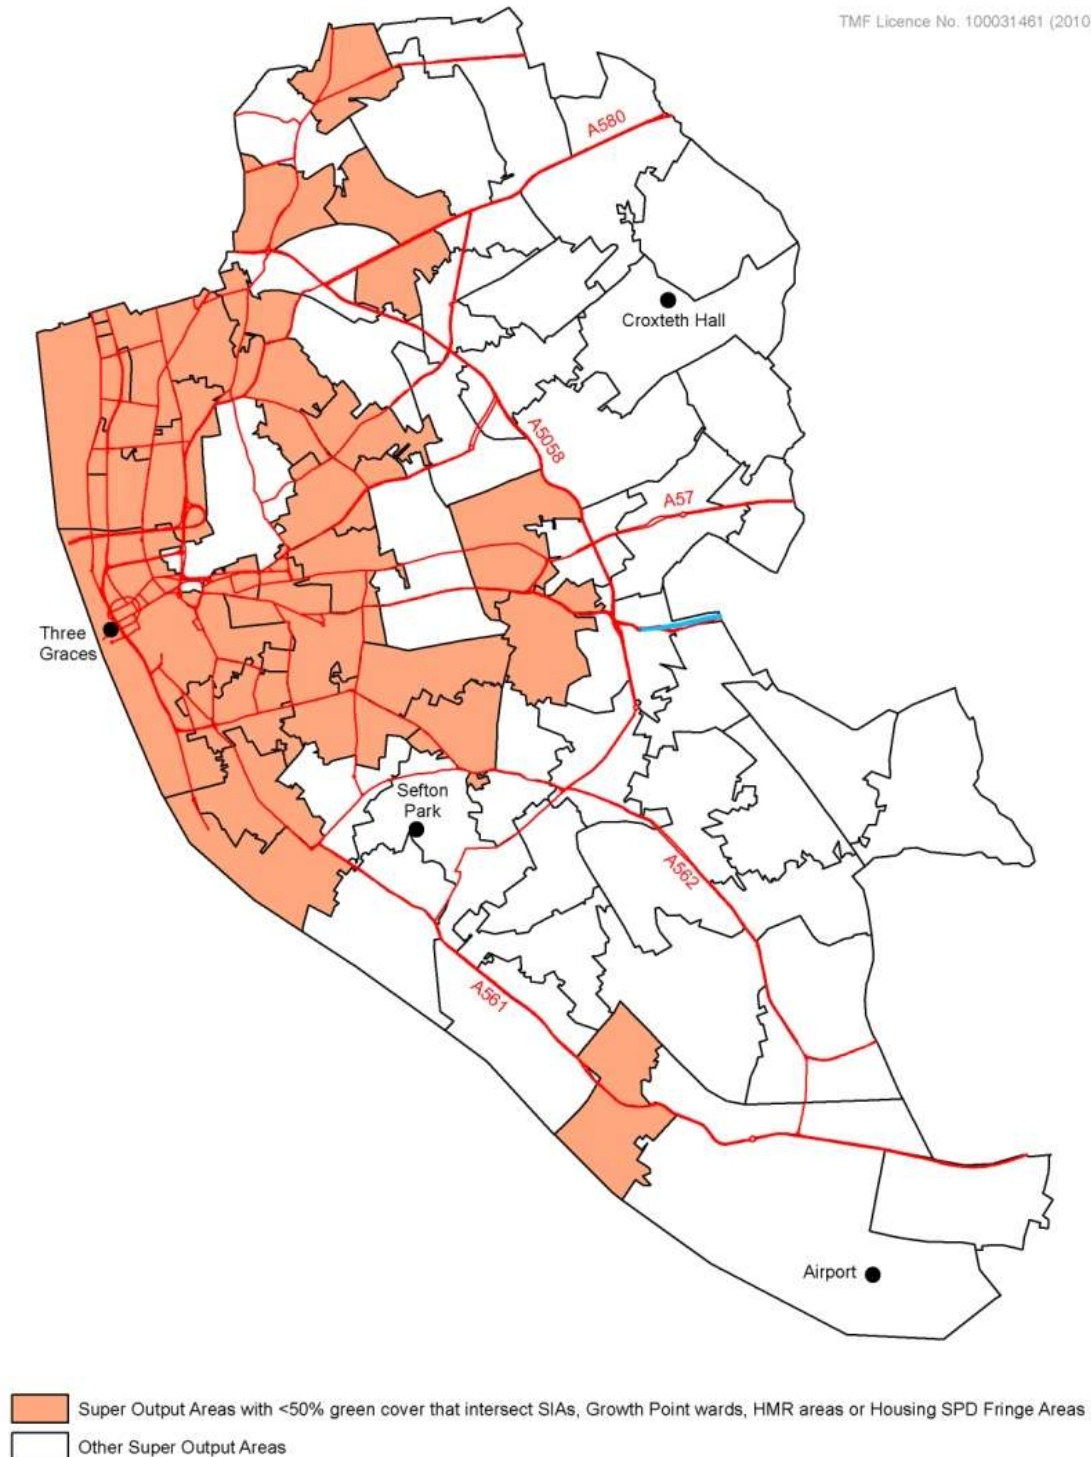 TMF Licence No. 100031461 (2010
A580
Croxteth Hall
A5058
A57
Three
Graces
Sefton
Park
A562
A561
Airport
Super Output Areas with <50% green cover that intersect SIAs, Growth Point wards, HMR areas or Housing SPD Fringe Areas
Other Super Output Areas